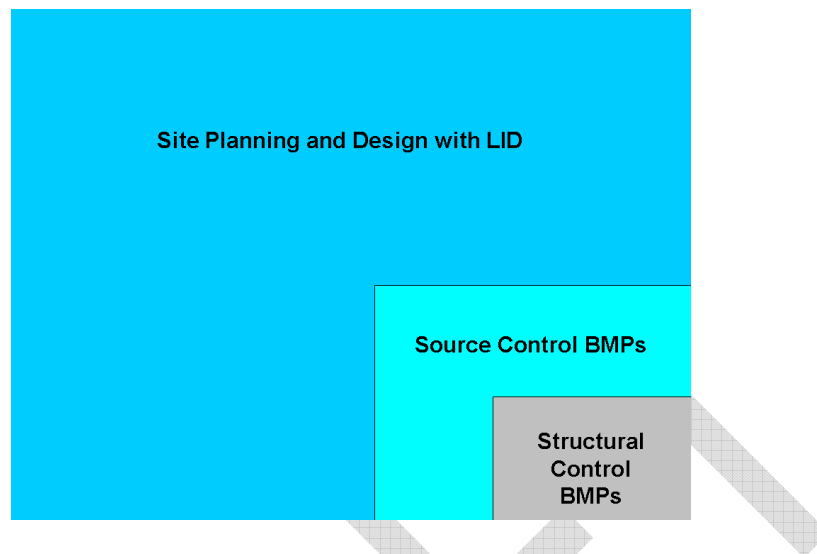 Site Planning and Design with LID
Source Control BMPs
Structural
Control
BMPs